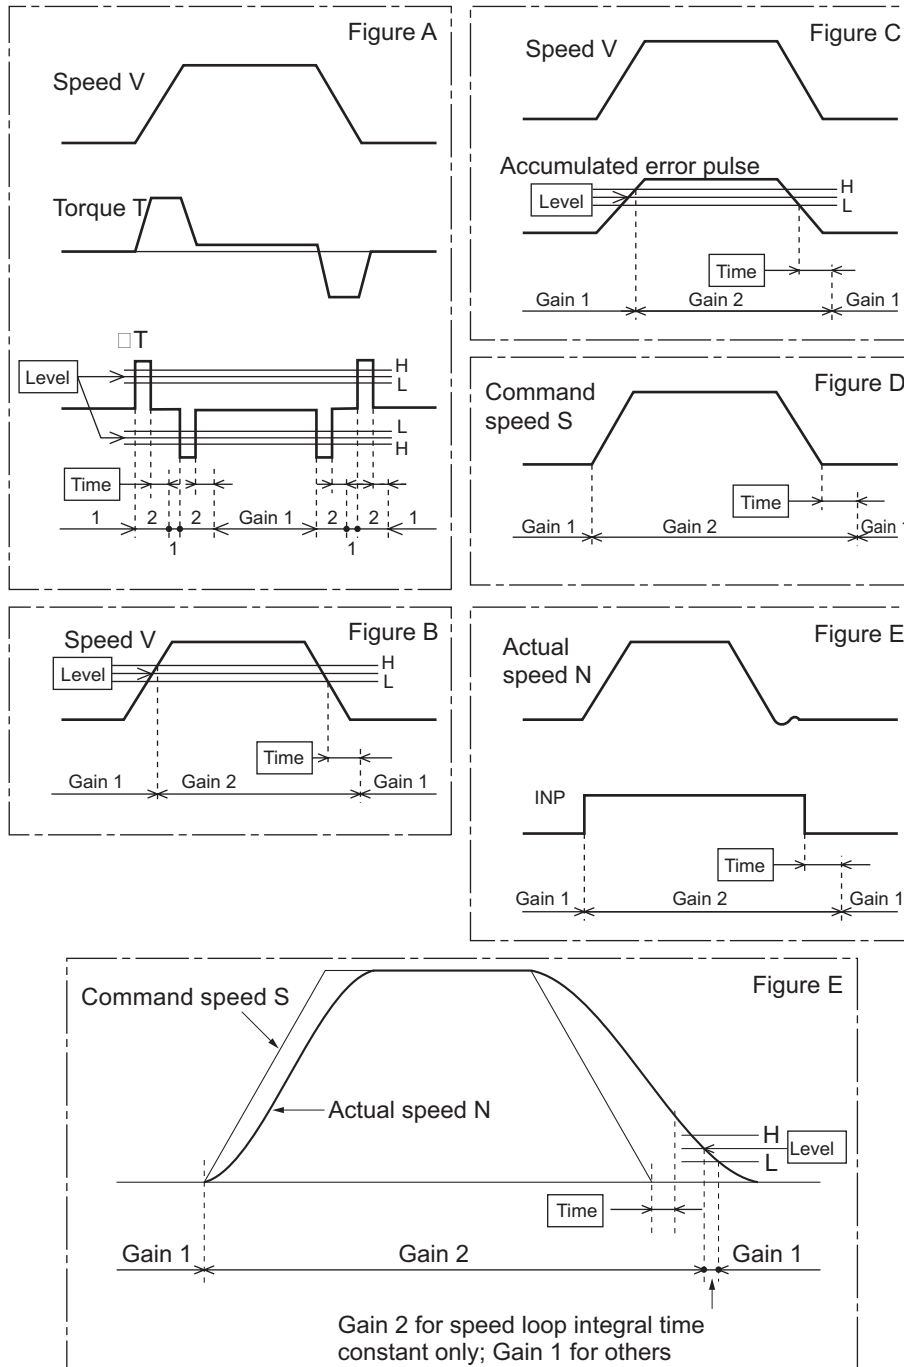 Figure A
Speed V
Torque T
□T
H
L
Level
L
H
Time
1 2 2 Gain 1 2 2 1
1 1
Figure B
Speed V
H
Level
L
Time
Gain 1 Gain 2 Gain 1
Figure C
Speed V
Accumulated error pulse
H
Level
L
Time
Gain 1 Gain 2 Gain 1
Figure D
Command
speed S
Time
Gain 1 Gain 2 Gain 1
Figure E
Actual
speed N
INP
Time
Gain 1 Gain 2 Gain 1
Figure E
Command speed S
Actual speed N
H
Level
L
Time
Gain 1 Gain 2 Gain 1
Gain 2 for speed loop integral time
constant only; Gain 1 for others